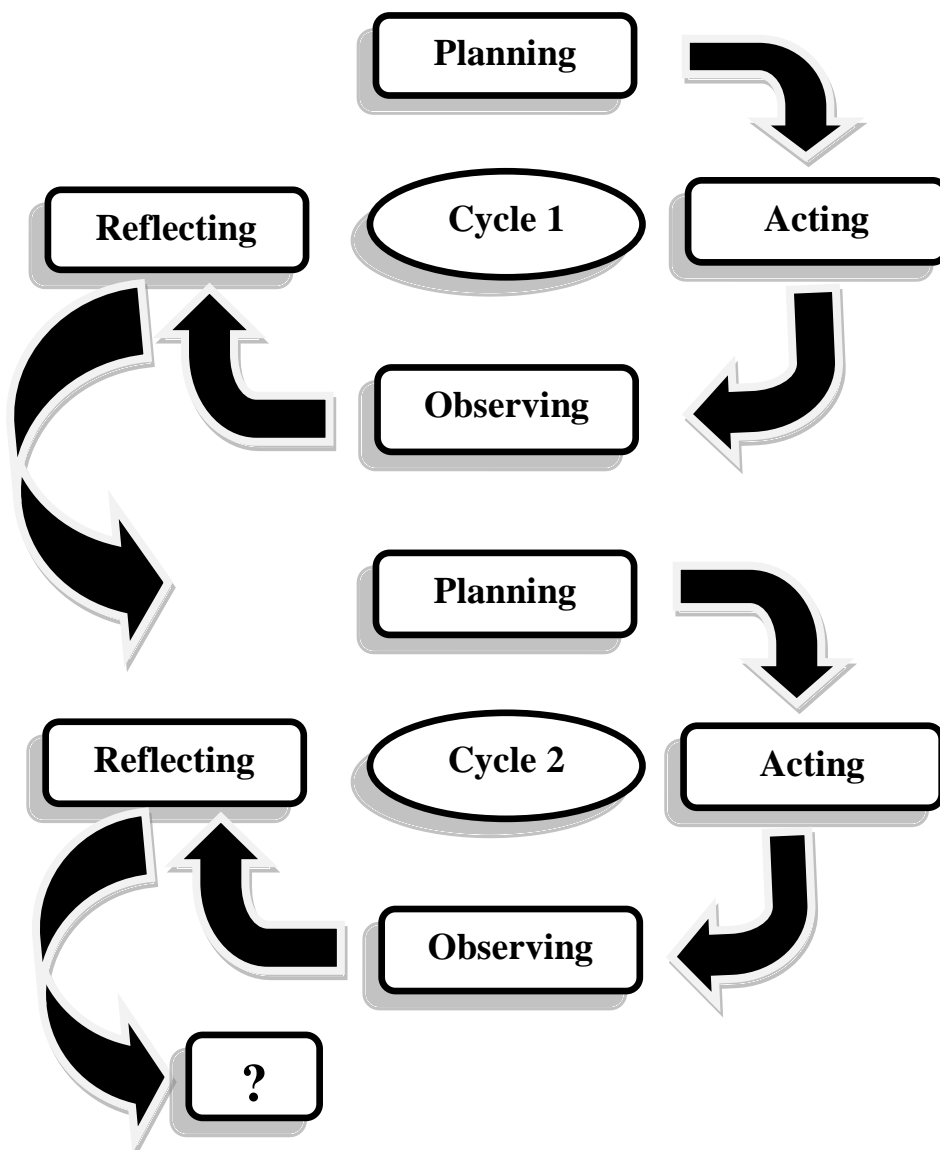 Planning
Reflecting
Cycle 1
Acting
Observing
Planning
Reflecting
Cycle 2
Acting
Observing
?